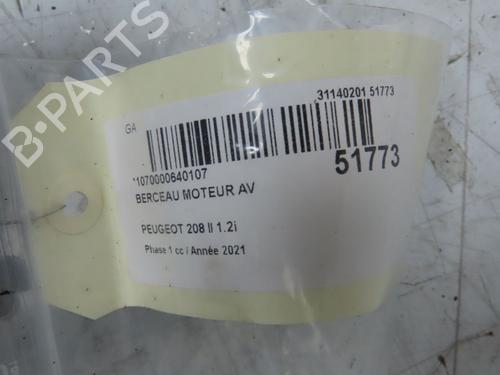 B-PARTS
GA
31140201 51773
*1070000640107
51773
BERCEAU MOTEUR AV
PEUGEOT 208 II 1.2i
Phase 1 cc / Année 2021